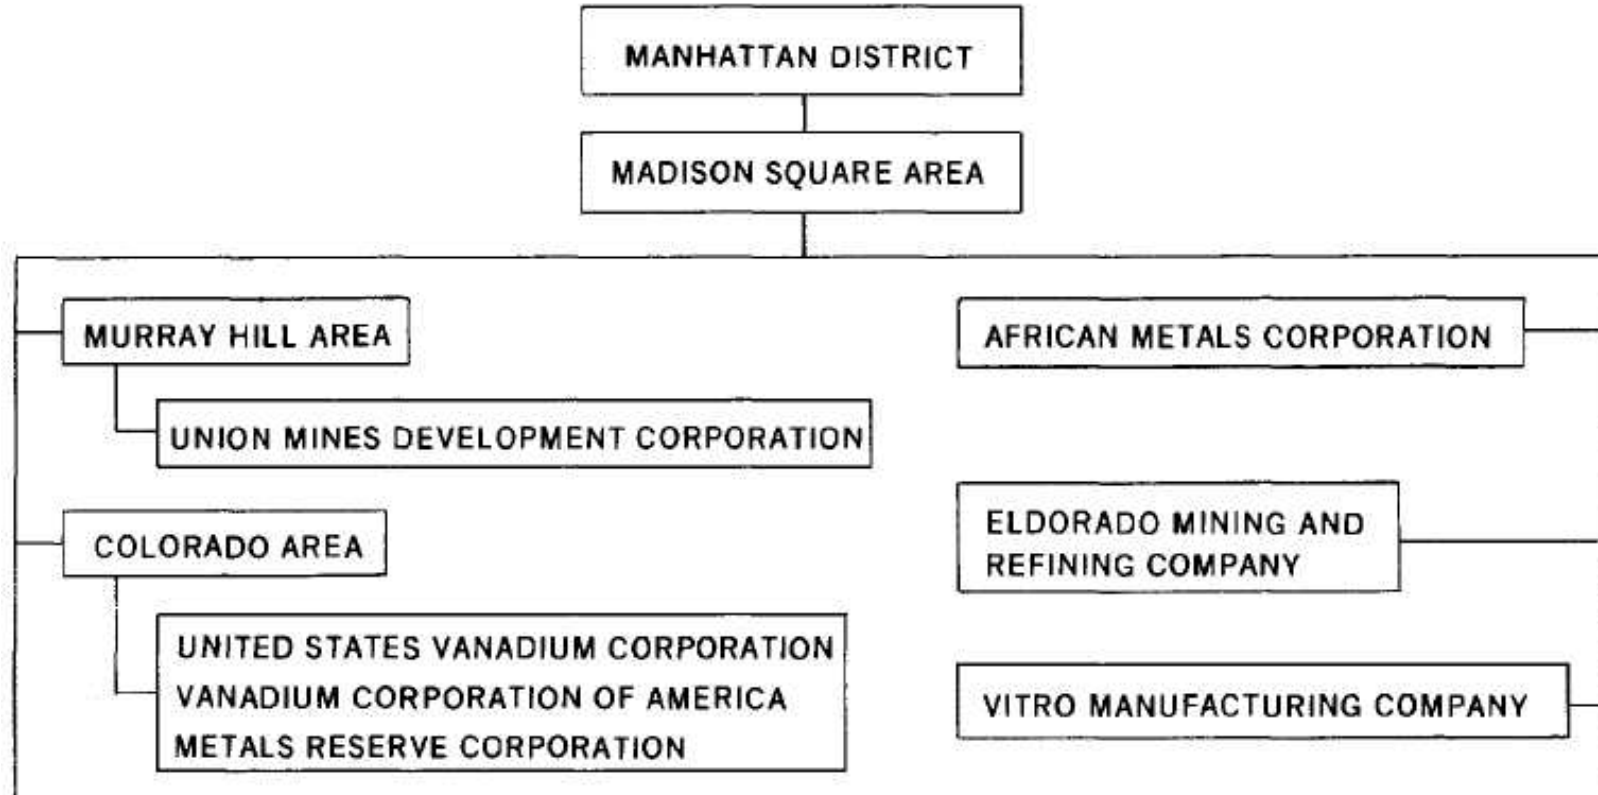 MANHATTAN DISTRICT
MADISON SQUARE AREA
MURRAY HILL AREA
UNION MINES DEVELOPMENT CORPORATION
COLORADO AREA
UNITED STATES VANADIUM CORPORATION
VANADIUM CORPORATION OF AMERICA
METALS RESERVE CORPORATION
AFRICAN METALS CORPORATION
ELDORADO MINING AND
REFINING COMPANY
VITRO MANUFACTURING COMPANY